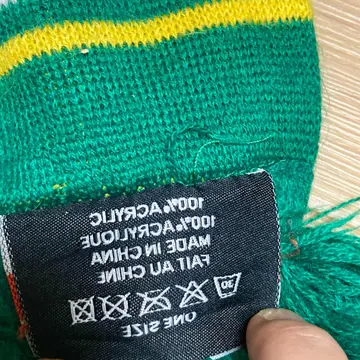 100% ACRYLIC
100% ACRYLIQUE
MADE IN CHINA
FAIT AU CHINE
30
ONE SIZE